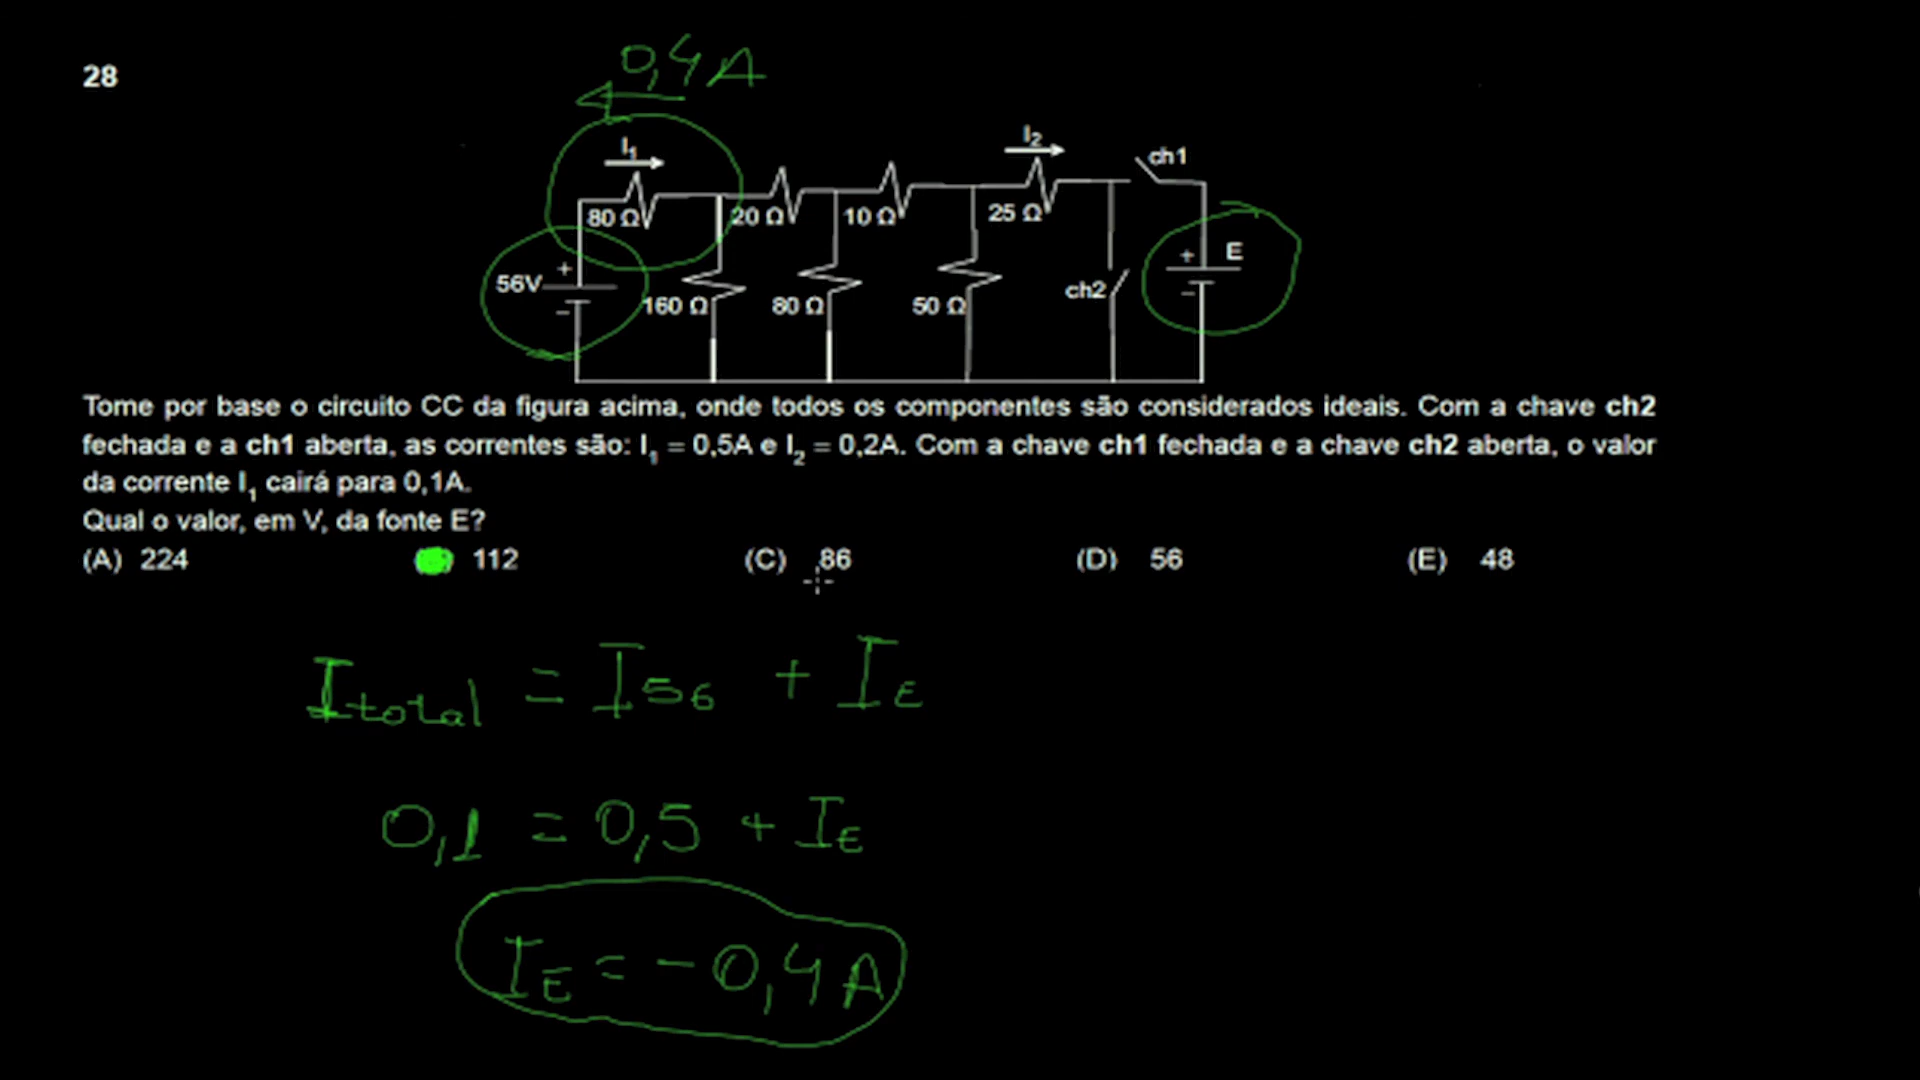 28
0,4 A
I1
I2
ch1
80 Ω
20 Ω
10 Ω
25 Ω
+
56V
−
160 Ω
80 Ω
50 Ω
ch2
+
E
−
Tome por base o circuito CC da figura acima, onde todos os componentes são considerados ideais. Com a chave ch2
fechada e a ch1 aberta, as correntes são: I1 = 0,5A e I2 = 0,2A. Com a chave ch1 fechada e a chave ch2 aberta, o valor
da corrente I1 cairá para 0,1A.
Qual o valor, em V, da fonte E?
(A) 224 112 (C) 86 (D) 56 (E) 48
Itotal = I56 + IE
0,1 = 0,5 + IE
IE = -0,4 A